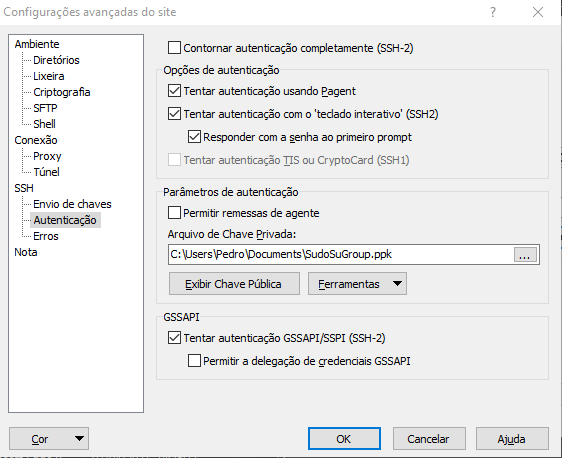 Configurações avançadas do site
Ambiente
Diretórios
Lixeira
Criptografia
SFTP
Shell
Conexão
Proxy
Túnel
SSH
Envio de chaves
Autenticação
Erros
Nota
Contornar autenticação completamente (SSH-2)
Opções de autenticação
Tentar autenticação usando Pagent
Tentar autenticação com o 'teclado interativo' (SSH2)
Responder com a senha ao primeiro prompt
Tentar autenticação TIS ou CryptoCard (SSH1)
Parâmetros de autenticação
Permitir remessas de agente
Arquivo de Chave Privada:
C:\Users\Pedro\Documents\SudoSuGroup.ppk ...
Exibir Chave Pública Ferramentas
GSSAPI
Tentar autenticação GSSAPI/SSPI (SSH-2)
Permitir a delegação de credenciais GSSAPI
Cor OK Cancelar Ajuda